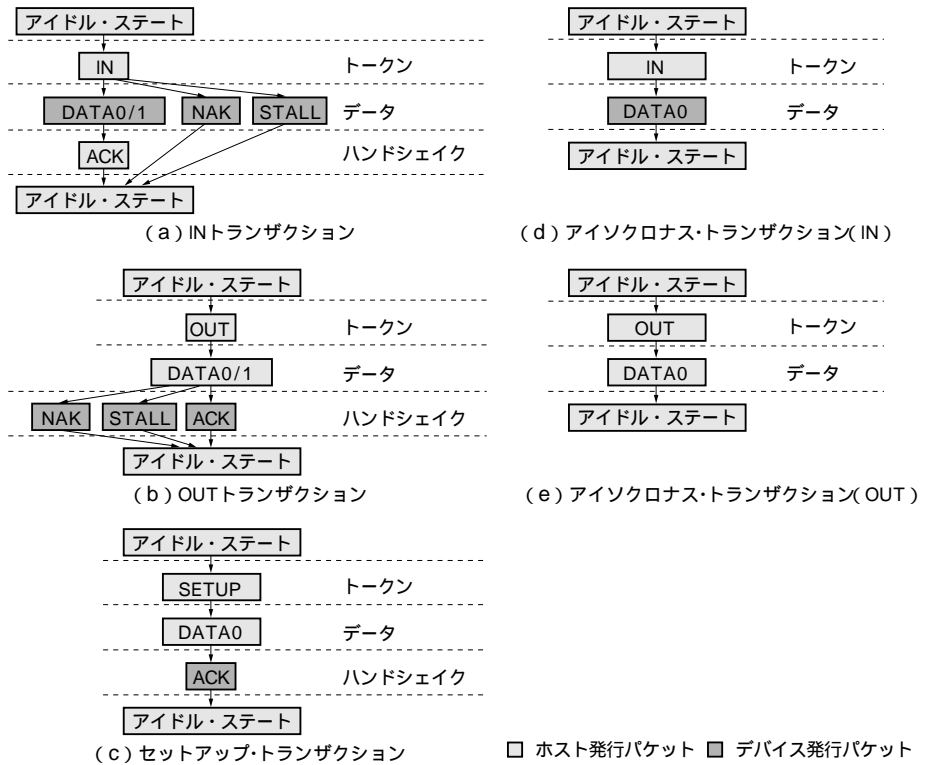 アイドル・ステート
IN
トークン
DATA0/1
NAK
STALL
データ
ACK
ハンドシェイク
アイドル・ステート
(a)INトランザクション
アイドル・ステート
OUT
トークン
DATA0/1
データ
NAK
STALL
ACK
ハンドシェイク
アイドル・ステート
(b)OUTトランザクション
アイドル・ステート
SETUP
トークン
DATA0
データ
ACK
ハンドシェイク
アイドル・ステート
(c)セットアップ・トランザクション
アイドル・ステート
IN
トークン
DATA0
データ
アイドル・ステート
(d)アイソクロナス・トランザクション(IN)
アイドル・ステート
OUT
トークン
DATA0
データ
アイドル・ステート
(e)アイソクロナス・トランザクション(OUT)
ホスト発行パケット
デバイス発行パケット